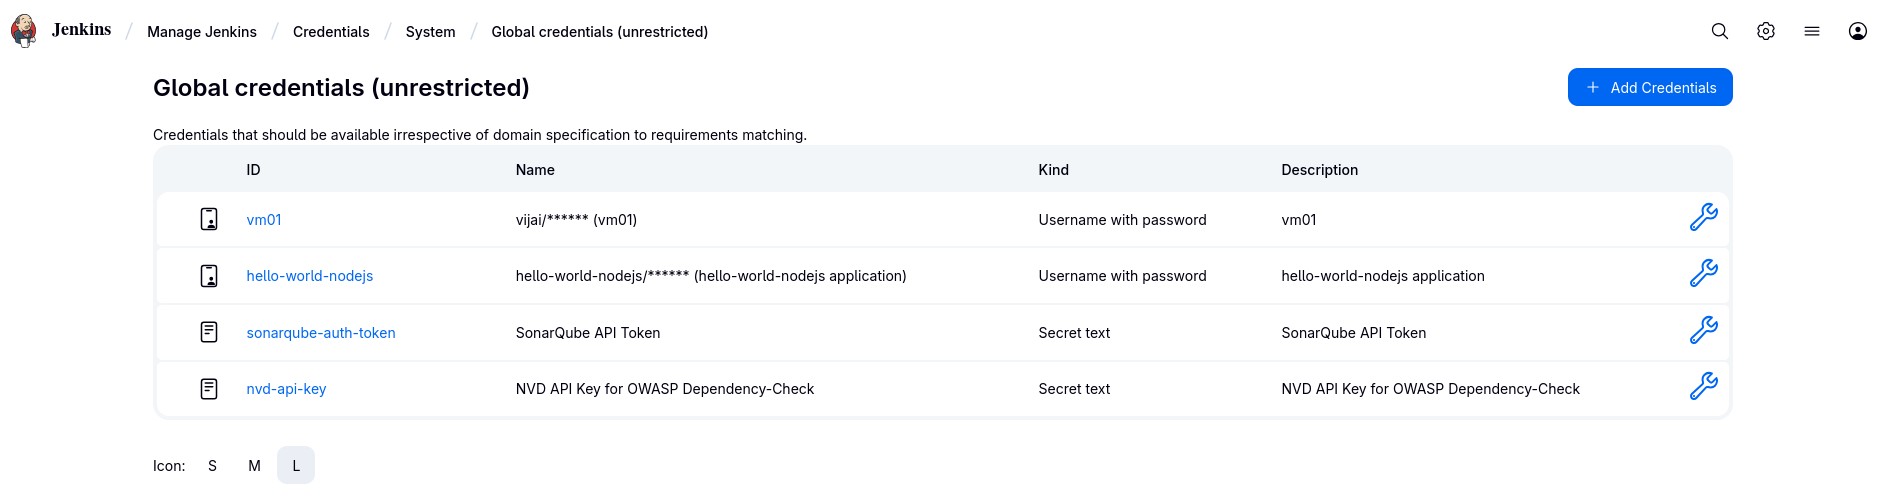 Jenkins / Manage Jenkins / Credentials / System / Global credentials (unrestricted)
Global credentials (unrestricted)
+ Add Credentials
Credentials that should be available irrespective of domain specification to requirements matching.
ID Name Kind Description
vm01 vijai/****** (vm01) Username with password vm01
hello-world-nodejs hello-world-nodejs/****** (hello-world-nodejs application) Username with password hello-world-nodejs application
sonarqube-auth-token SonarQube API Token Secret text SonarQube API Token
nvd-api-key NVD API Key for OWASP Dependency-Check Secret text NVD API Key for OWASP Dependency-Check
Icon: S M L